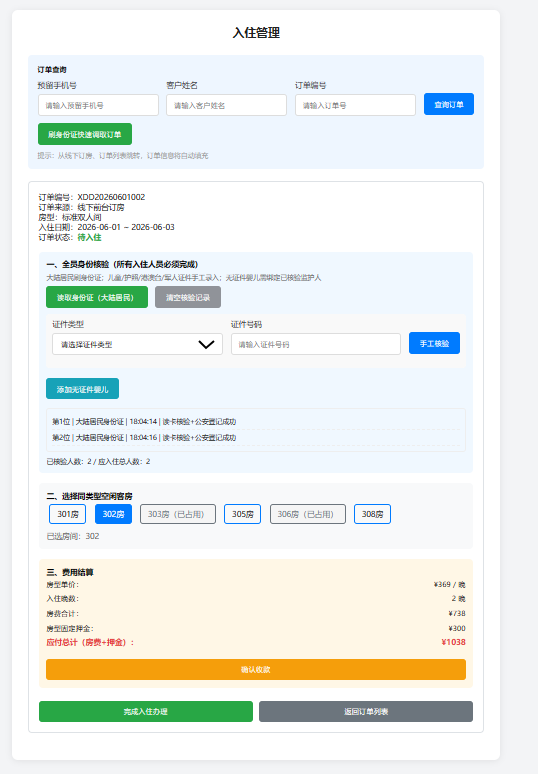 入住管理
订单查询
预留手机号 客户姓名 订单编号
请输入预留手机号 请输入客户姓名 请输入订单号 查询订单
刷身份证快速调取订单
提示：从线下订房、订单列表跳转，订单信息将自动填充
订单编号：XDD20260601002
订单来源：线下前台订房
房型：标准双人间
入住日期：2026-06-01 ~ 2026-06-03
订单状态：待入住
一、全员身份核验（所有入住人员必须完成）
大陆居民刷身份证；儿童/护照/港澳台/军人证件手工录入；无证件婴儿需绑定已核验监护人
读取身份证（大陆居民） 清空核验记录
证件类型 证件号码
请选择证件类型 请输入证件号码 手工核验
添加无证件婴儿
第1位 | 大陆居民身份证 | 18:04:14 | 读卡核验+公安登记成功
第2位 | 大陆居民身份证 | 18:04:16 | 读卡核验+公安登记成功
已核验人数：2 / 应入住总人数：2
二、选择同类型空闲客房
301房 302房 303房（已占用） 305房 306房（已占用） 308房
已选房间：302
三、费用结算
房型单价： ¥369 / 晚
入住晚数： 2 晚
房费合计： ¥738
房型固定押金： ¥300
应付总计（房费+押金）： ¥1038
确认收款
完成入住办理 返回订单列表